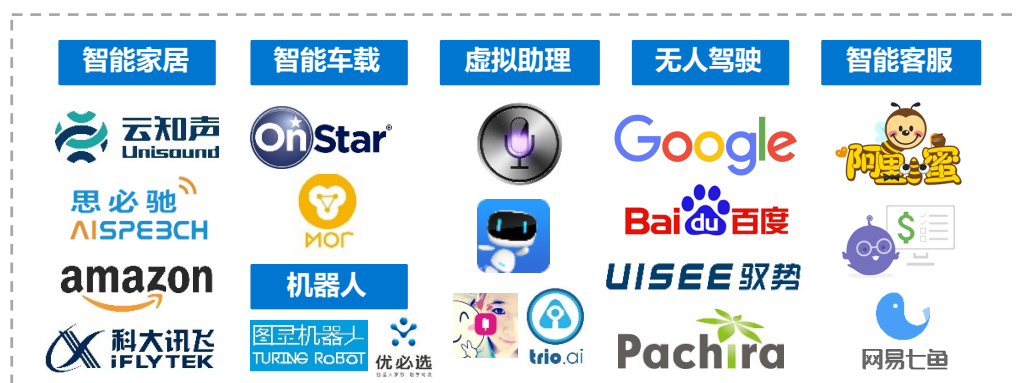 智能家居
云知声
Unisound
思必驰
AISPEECH
amazon
科大讯飞
iFLYTEK
智能车载
OnStar
MOR
机器人
图灵机器人
TURING ROBOT
优必选
虚拟助理
trio.ai
无人驾驶
Google
Bai du 百度
UISEE 驭势
Pachira
智能客服
阿里小蜜
$
网易七鱼